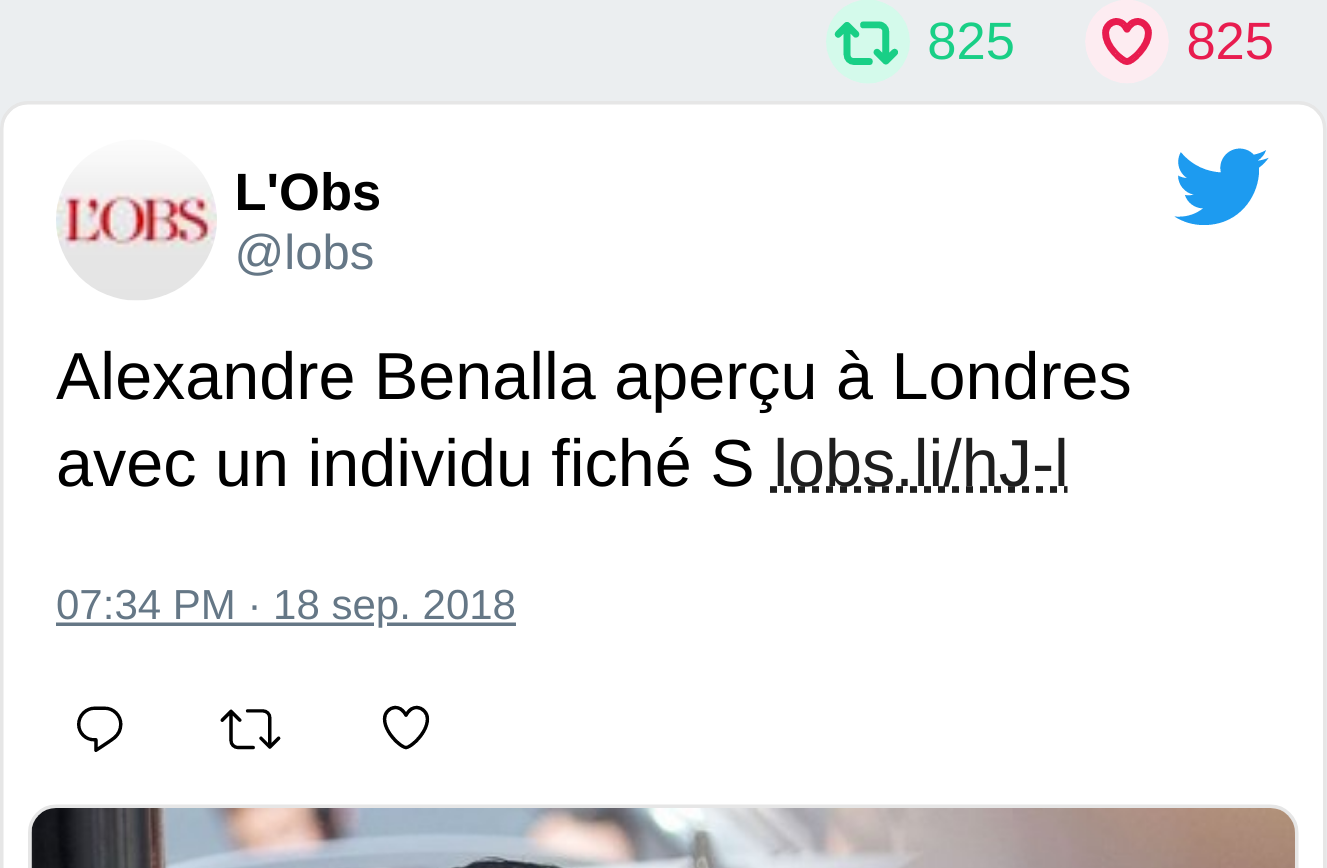 825 825
L'OBS
L'Obs
@lobs
Alexandre Benalla aperçu à Londres
avec un individu fiché S lobs.li/hJ-l
07:34 PM · 18 sep. 2018